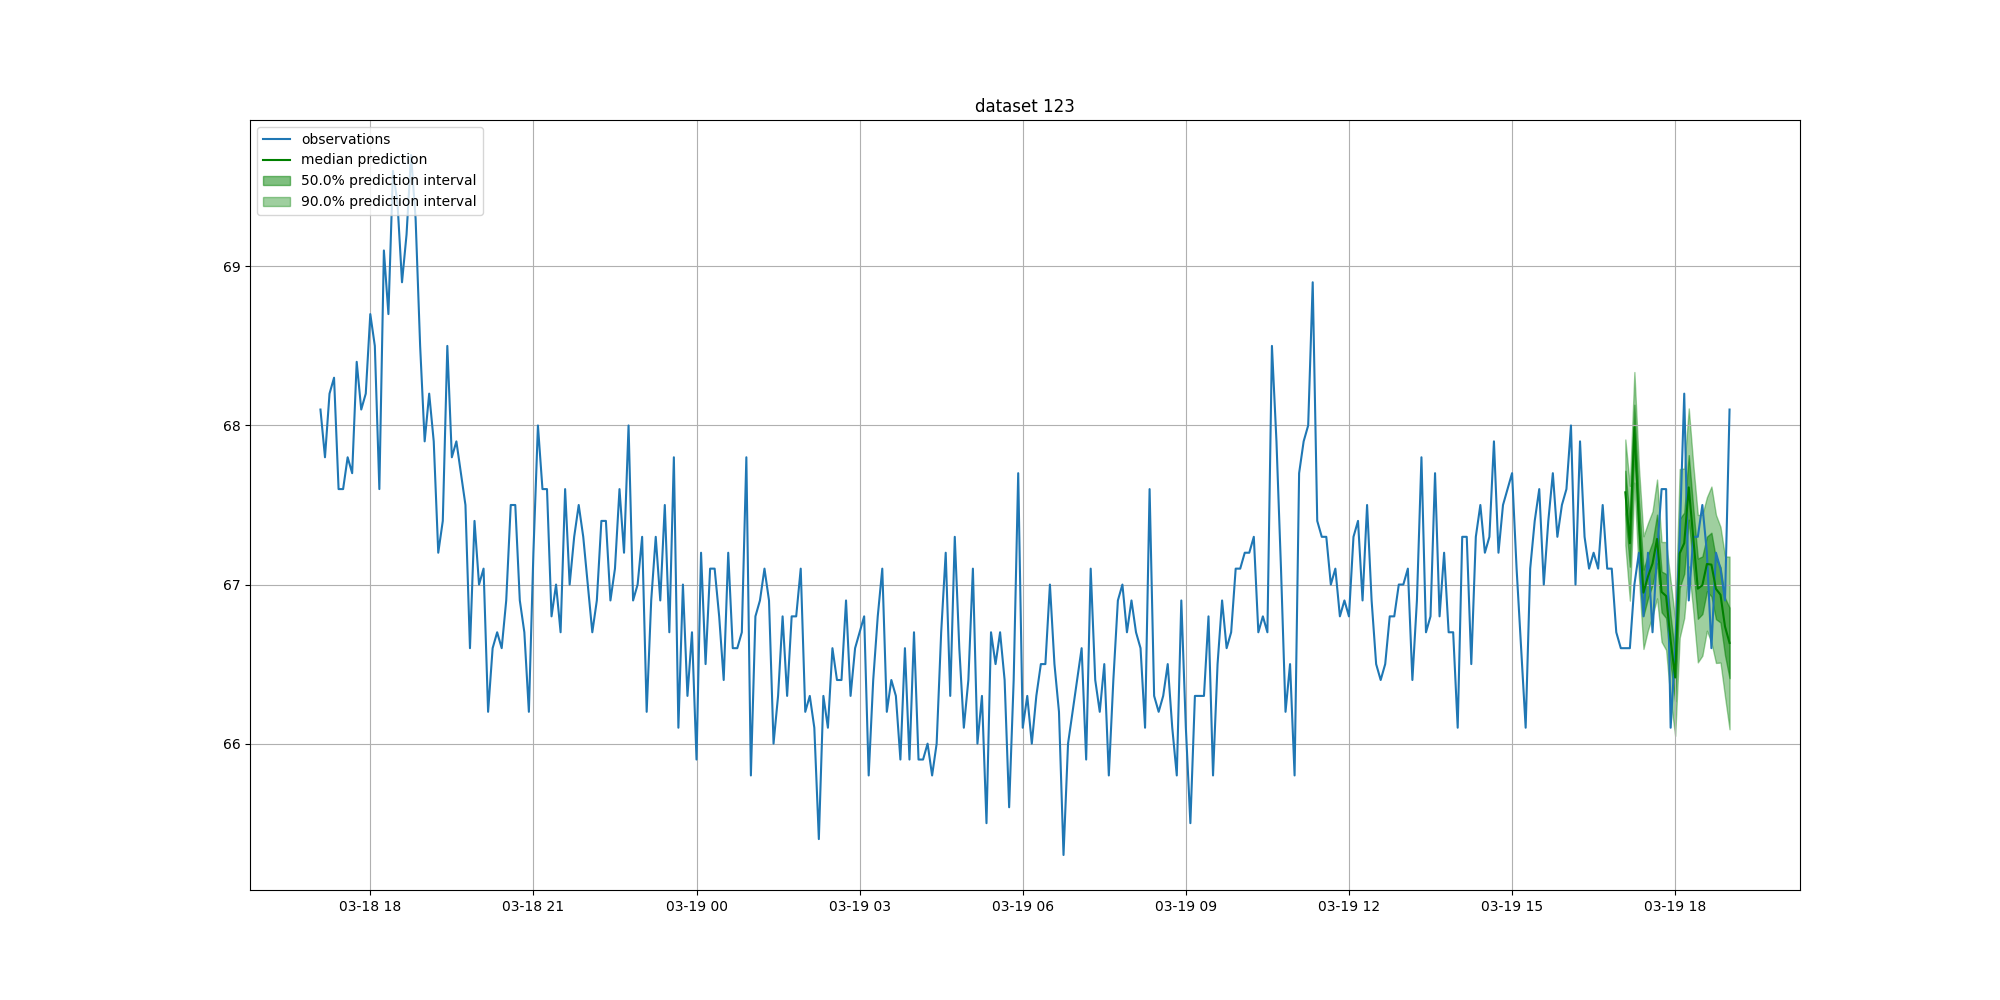 dataset 123
observations
median prediction
50.0% prediction interval
90.0% prediction interval
69
68
67
66
03-18 18
03-18 21
03-19 00
03-19 03
03-19 06
03-19 09
03-19 12
03-19 15
03-19 18